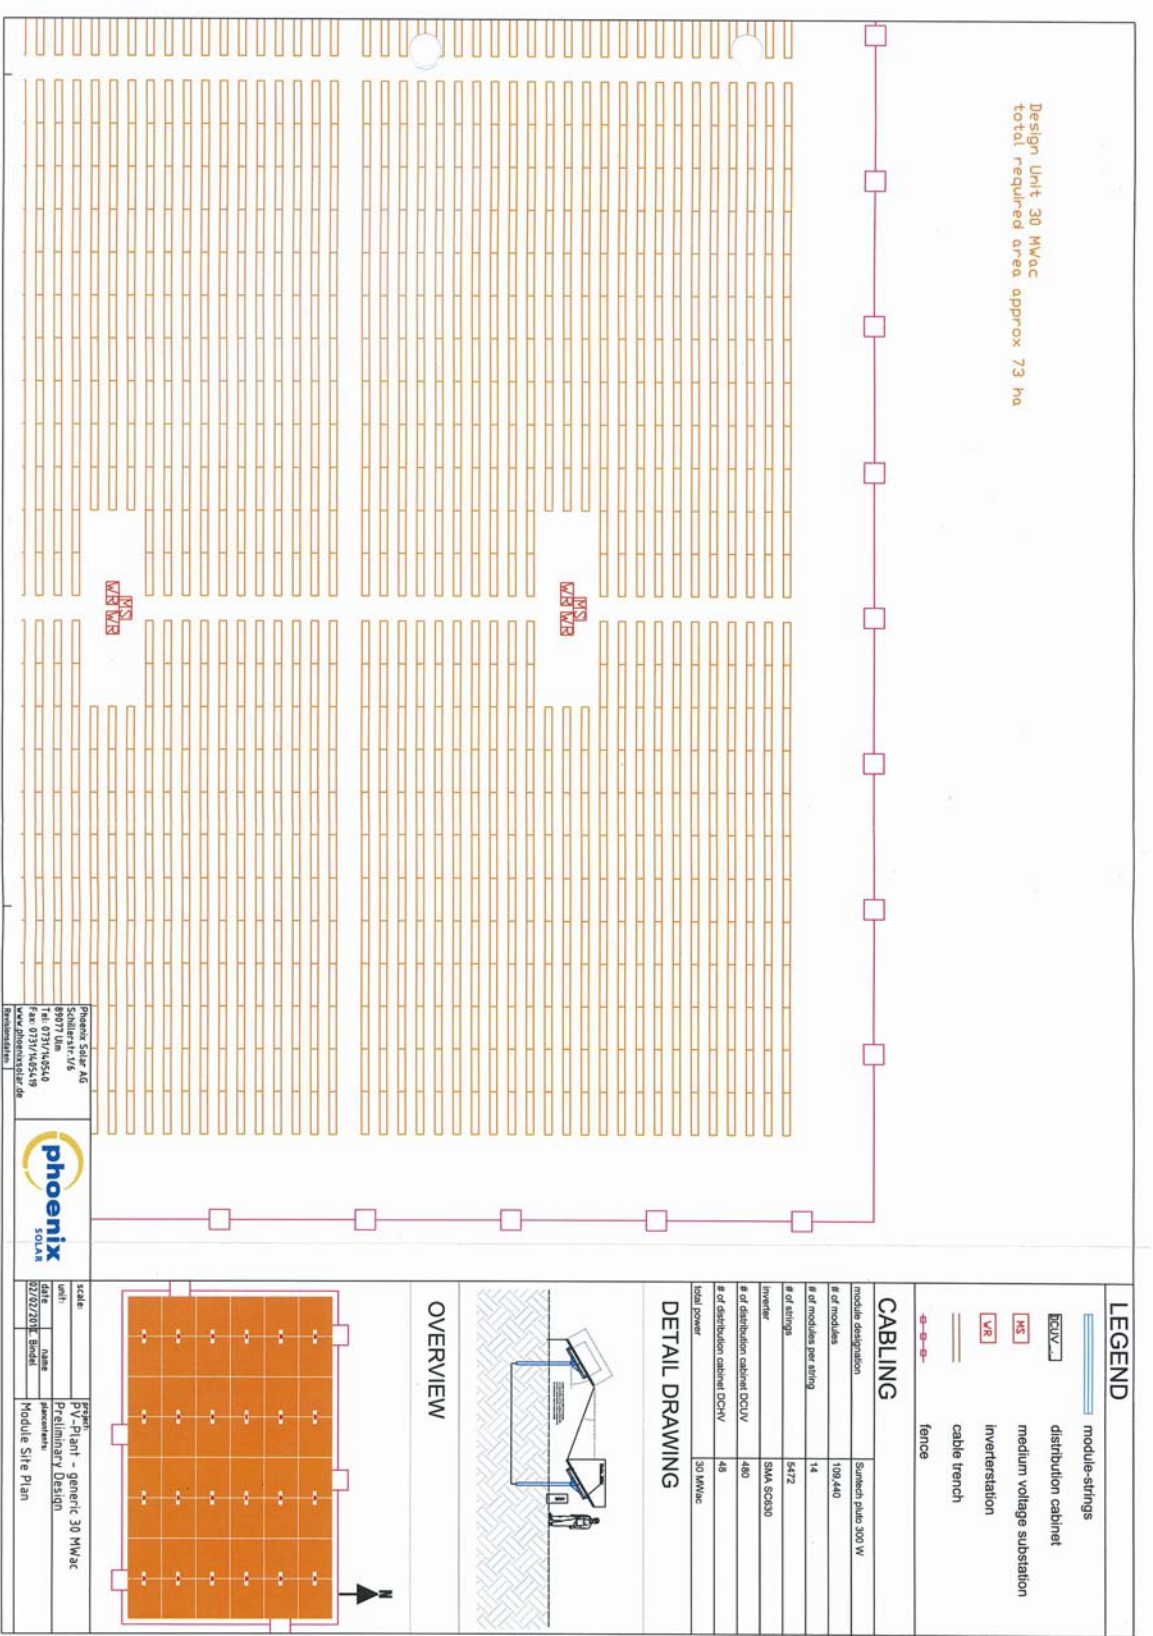 Design Unit 30 MWac
total required area approx 73 ha
MS
WR WR
MS
WR WR
LEGEND
module-strings
DCUV_._ distribution cabinet
MS medium voltage substation
WR inverterstation
cable trench
fence
CABLING
module designation Suntech pluto 300 W
# of modules 109,440
# of modules per string 14
# of strings 5472
inverter SMA SC630
# of distribution cabinet DCUV 480
# of distribution cabinet DCHV 48
total power 30 MWac
DETAIL DRAWING
OVERVIEW
N
Phoenix Solar AG
Schillerstr.1/6
89077 Ulm
Tel: 0731/140540
Fax: 0731/1405419
www.phoenixsolar.de
Revisionsdaten:
phoenix
SOLAR
scale:
unit:
date name
Bindel
project:
PV-Plant - generic 30 MWac
Preliminary Design
plancontents:
Module Site Plan